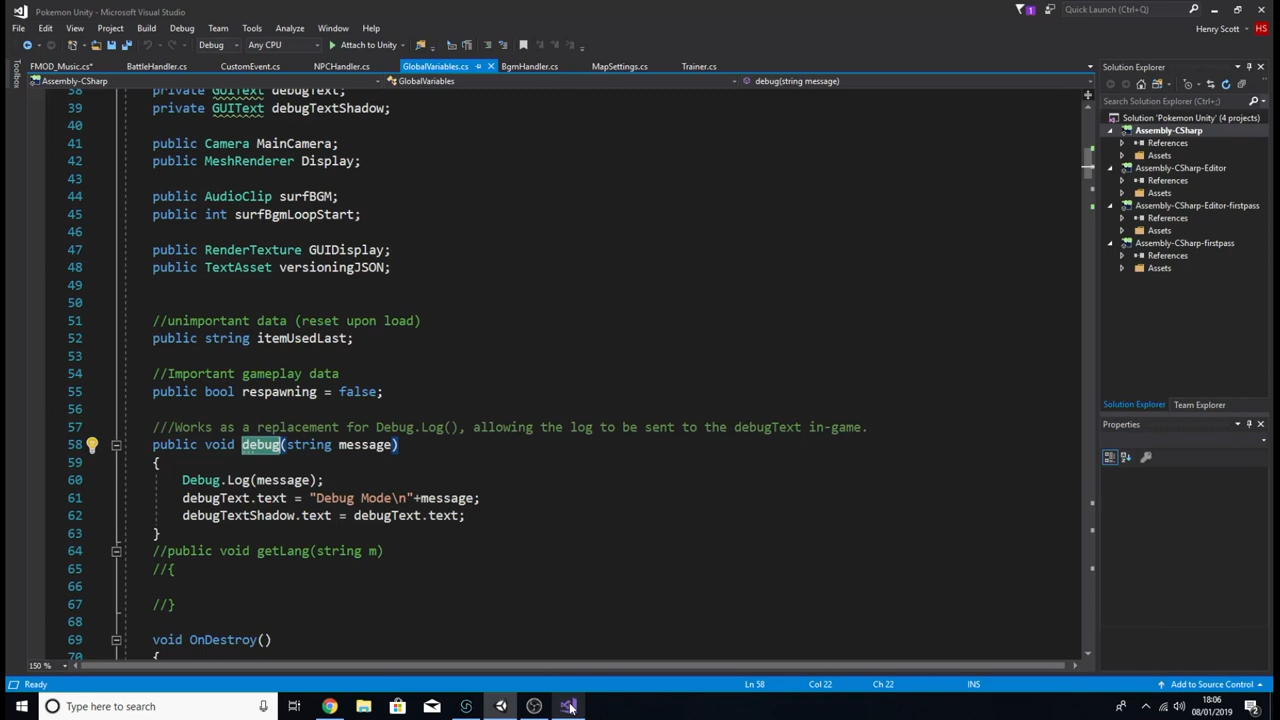 Pokemon Unity - Microsoft Visual Studio
1
Quick Launch (Ctrl+;)
File Edit View Project Build Debug Team Tools Test Analyze Window Help
Henry Scott HS
Debug Any CPU Attach to Unity
FMOD_Music.cs* BattleHandler.cs CustomEvent.cs NPCHandler.cs GlobalVariables.cs BgmHandler.cs MapSettings.cs Trainer.cs
Toolbox
Assembly-CSharp GlobalVariables debug(string message)
38 private GUIText debugText;
39 private GUIText debugTextShadow;
40
41 public Camera MainCamera;
42 public MeshRenderer Display;
43
44 public AudioClip surfBGM;
45 public int surfBgmLoopStart;
46
47 public RenderTexture GUIDisplay;
48 public TextAsset versioningJSON;
49
50
51 //unimportant data (reset upon load)
52 public string itemUsedLast;
53
54 //Important gameplay data
55 public bool respawning = false;
56
57 ///Works as a replacement for Debug.Log(), allowing the log to be sent to the debugText in-game.
58 public void debug(string message)
59 {
60 Debug.Log(message);
61 debugText.text = "Debug Mode\n"+message;
62 debugTextShadow.text = debugText.text;
63 }
64 //public void getLang(string m)
65 //{
66
67 //}
68
69 void OnDestroy()
70 {
150 %
Solution Explorer
Search Solution Explorer (Ctrl+;)
Solution 'Pokemon Unity' (4 projects)
Assembly-CSharp
References
Assets
Assembly-CSharp-Editor
References
Assets
Assembly-CSharp-Editor-firstpass
References
Assets
Assembly-CSharp-firstpass
References
Assets
Solution Explorer Team Explorer
Properties
Ready Ln 58 Col 22 Ch 22 INS Add to Source Control
Type here to search
18:06
08/01/2019
2